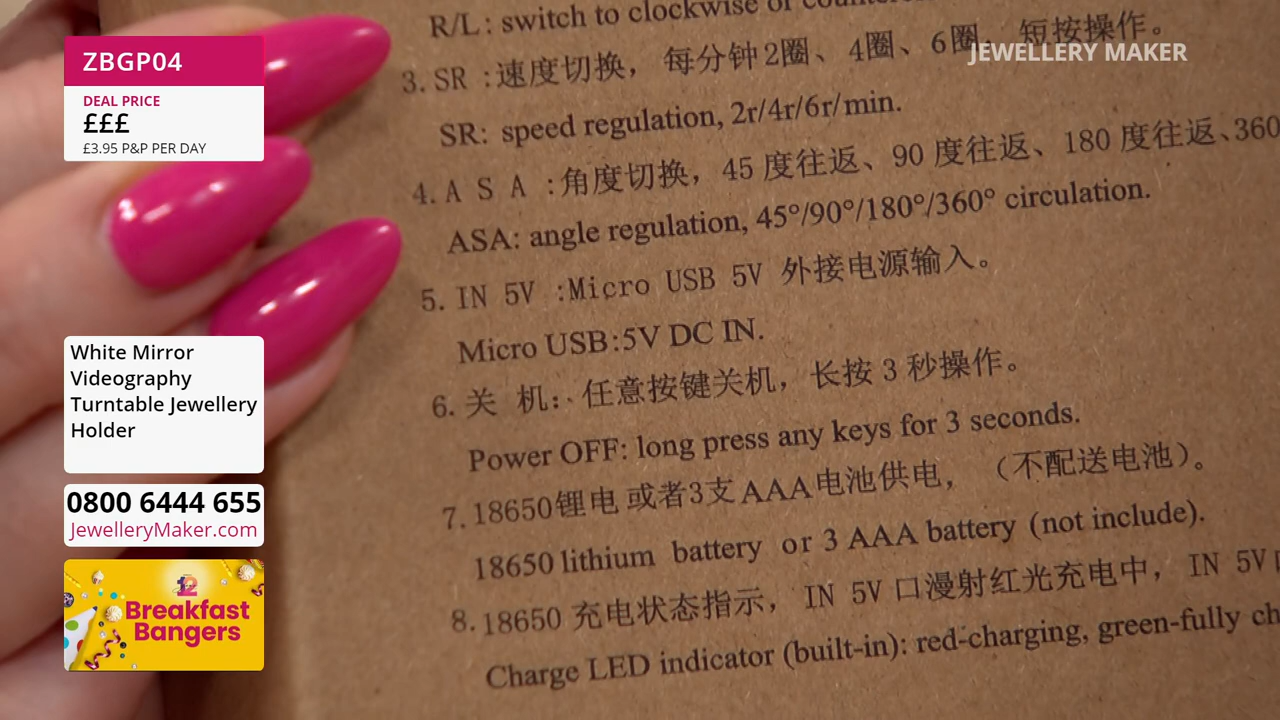 ZBGP04
DEAL PRICE
£££
£3.95 P&P PER DAY
White Mirror
Videography
Turntable Jewellery
Holder
0800 6444 655
JewelleryMaker.com
12
Breakfast
Bangers
JEWELLERY MAKER
R/L: switch to clockwise or
3. SR :速度切换，每分钟2圈、4圈、6圈，短按操作。
SR: speed regulation, 2r/4r/6r/min.
4. A S A :角度切换，45 度往返、90 度往返、180 度往返、360
ASA: angle regulation, 45°/90°/180°/360° circulation.
5. IN 5V :Micro USB 5V 外接电源输入。
Micro USB:5V DC IN.
6. 关 机: 任意按键关机，长按 3 秒操作。
Power OFF: long press any keys for 3 seconds.
7. 18650锂电 或者3支AAA电池供电，（不配送电池）。
18650 lithium battery or 3 AAA battery (not include).
8. 18650 充电状态指示， IN 5V 口漫射红光充电中， IN 5V
Charge LED indicator (built-in): red-charging, green-fully